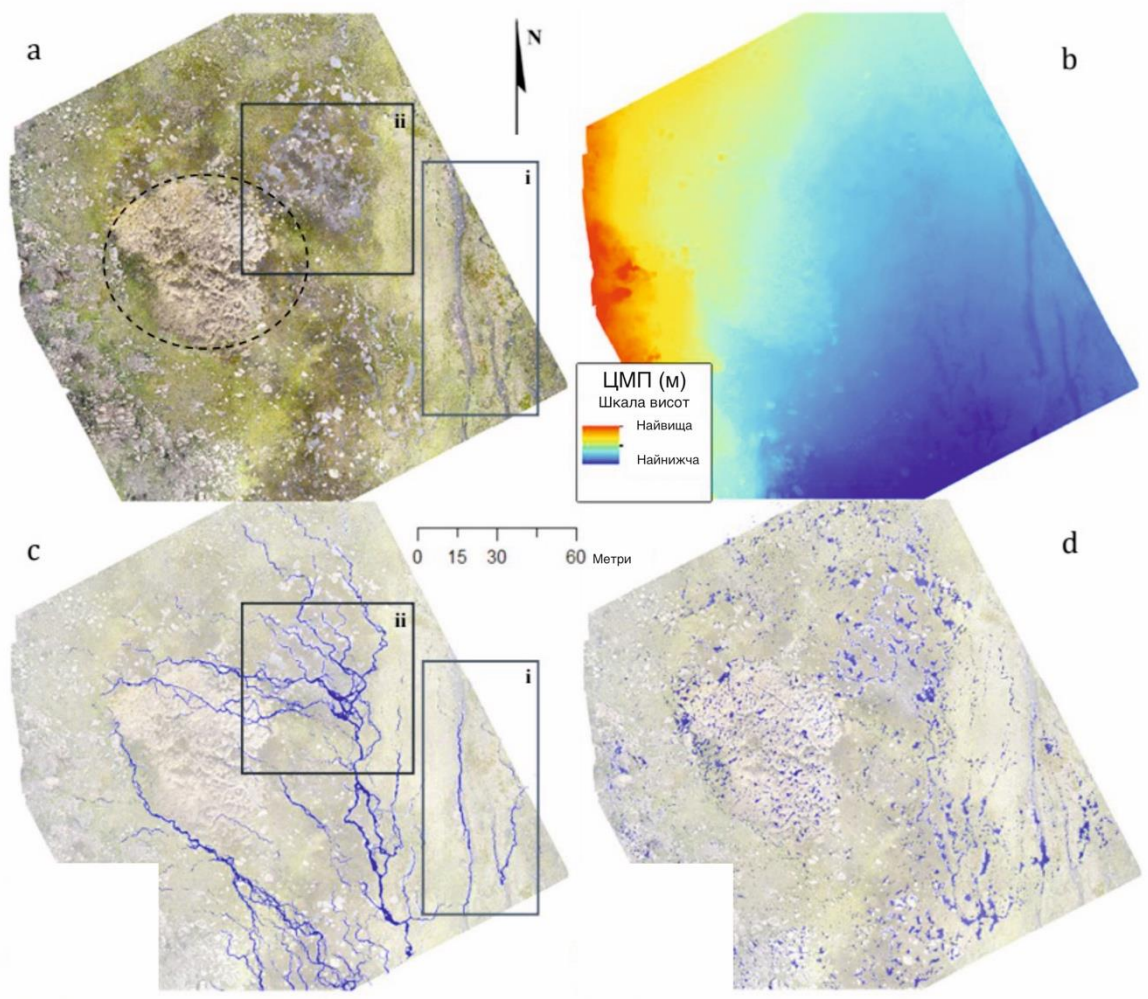 a
N
b
ii
i
ЦМП (м)
Шкала висот
Найвища
Найнижча
c
0 15 30 60 Метри
d
ii
i